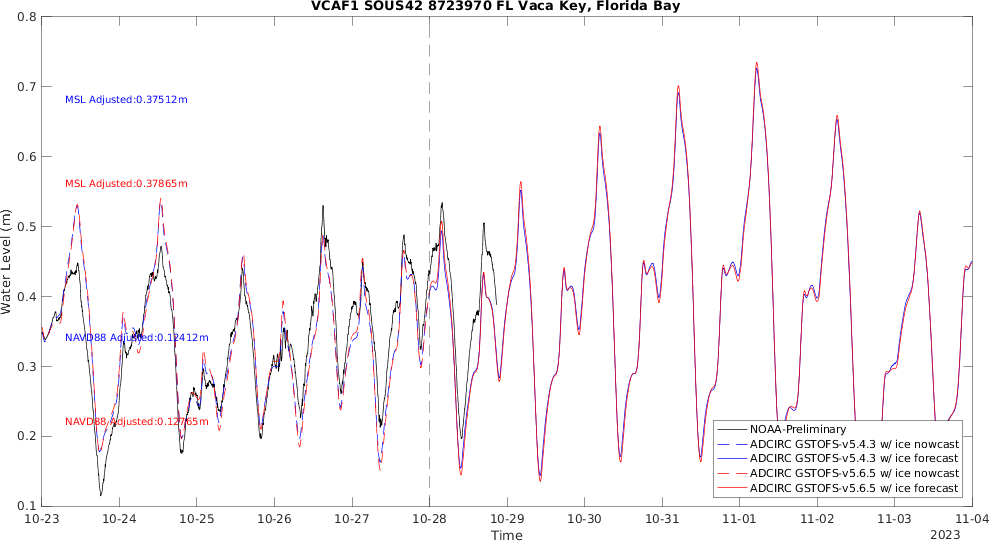 VCAF1 SOUS42 8723970 FL Vaca Key, Florida Bay
0.8
0.7
0.6
0.5
0.4
0.3
0.2
0.1
Water Level (m)
MSL Adjusted:0.37512m
MSL Adjusted:0.37865m
NAVD88 Adjusted:0.12412m
NAVD88 Adjusted:0.12765m
NOAA-Preliminary
ADCIRC GSTOFS-v5.4.3 w/ ice nowcast
ADCIRC GSTOFS-v5.4.3 w/ ice forecast
ADCIRC GSTOFS-v5.6.5 w/ ice nowcast
ADCIRC GSTOFS-v5.6.5 w/ ice forecast
10-23 10-24 10-25 10-26 10-27 10-28 10-29 10-30 10-31 11-01 11-02 11-03 11-04
Time
2023